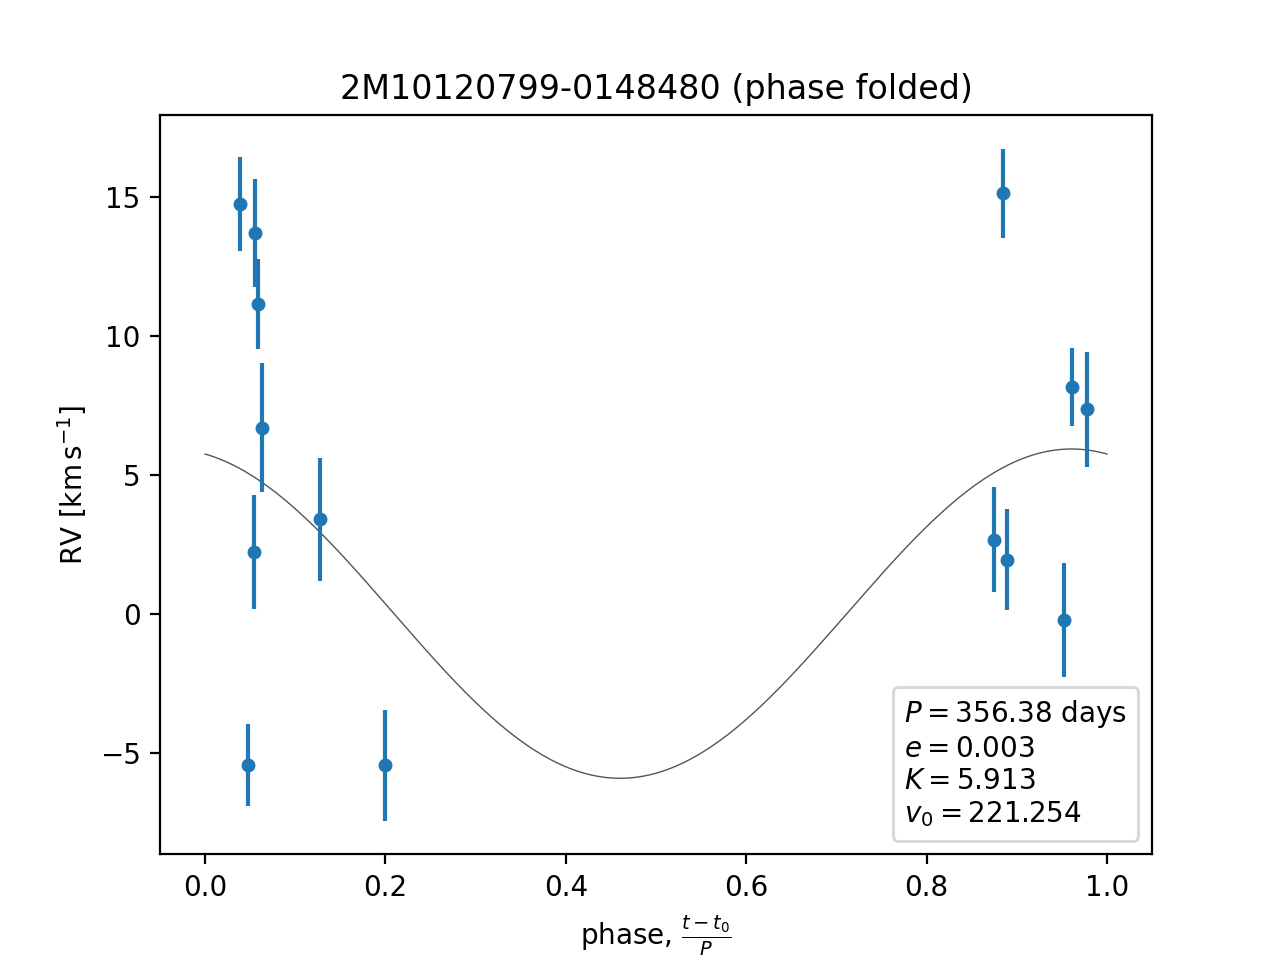 2M10120799-0148480 (phase folded)
15
10
5
0
−5
RV [km s⁻¹]
P = 356.38 days
e = 0.003
K = 5.913
v₀ = 221.254
0.0 0.2 0.4 0.6 0.8 1.0
phase, (t − t₀)/P